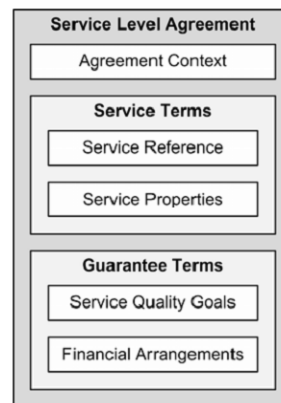 Service Level Agreement
Agreement Context
Service Terms
Service Reference
Service Properties
Guarantee Terms
Service Quality Goals
Financial Arrangements